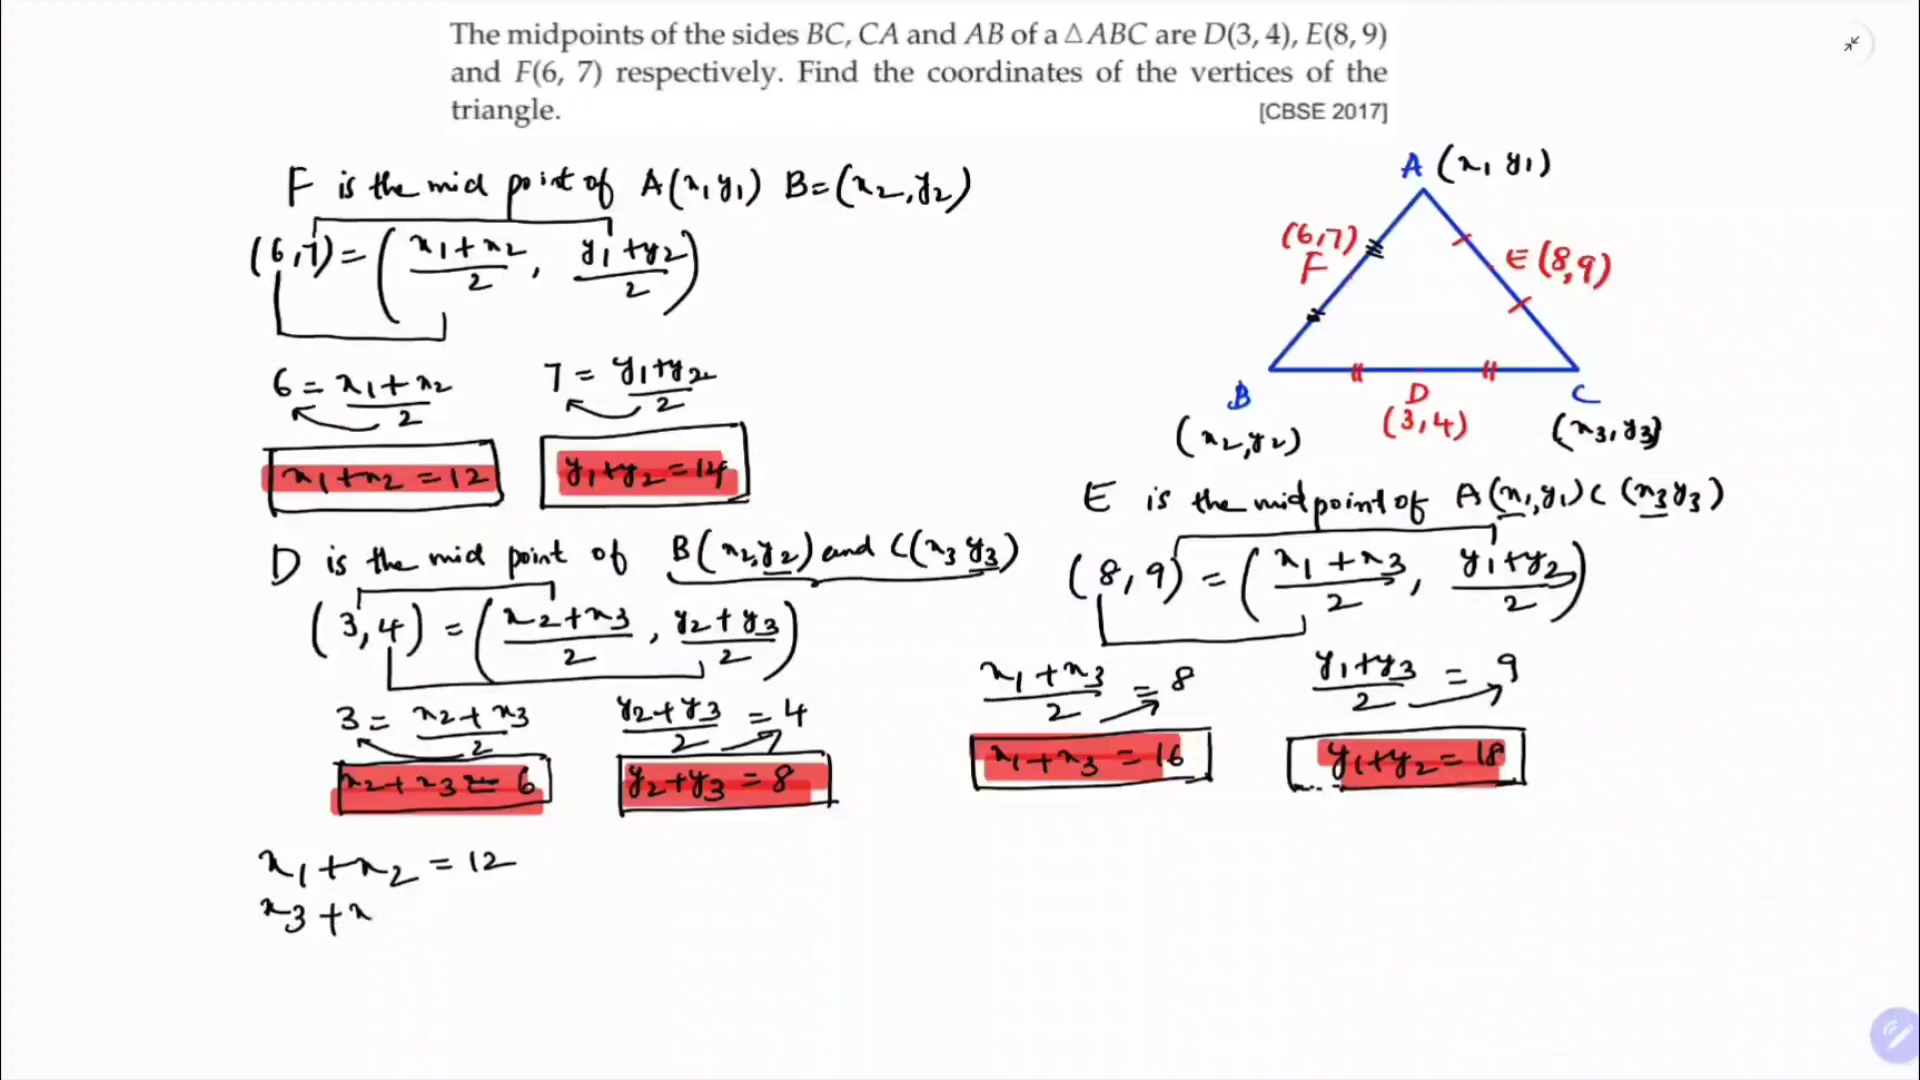 The midpoints of the sides BC, CA and AB of a △ABC are D(3, 4), E(8, 9)
and F(6, 7) respectively. Find the coordinates of the vertices of the
triangle. [CBSE 2017]
F is the mid point of A(x₁y₁) B=(x₂,y₂)
(6,7) = ( x₁+x₂/2 , y₁+y₂/2 )
6 = x₁+x₂/2 7 = y₁+y₂/2
x₁+x₂ = 12 y₁+y₂ = 14
D is the mid point of B(x₂,y₂) and C(x₃ y₃)
(3,4) = ( x₂+x₃/2 , y₂+y₃/2 )
3 = x₂+x₃/2 y₂+y₃/2 = 4
x₂+x₃ = 6 y₂+y₃ = 8
x₁+x₂ = 12
x₃+x
A (x₁ y₁)
(6,7)
F
E (8,9)
B D C
(x₂,y₂) (3,4) (x₃,y₃)
E is the midpoint of A(x₁,y₁) C (x₃y₃)
(8,9) = ( x₁+x₃/2 , y₁+y₂/2 )
x₁+x₃/2 = 8 y₁+y₃/2 = 9
x₁+x₃ = 16 y₁+y₂ = 18